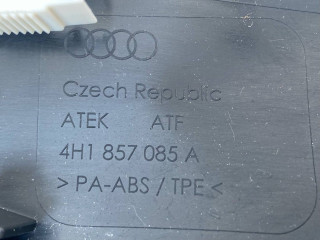 Czech Republic
ATEK ATF
4H1 857 085 A
> PA-ABS / TPE <